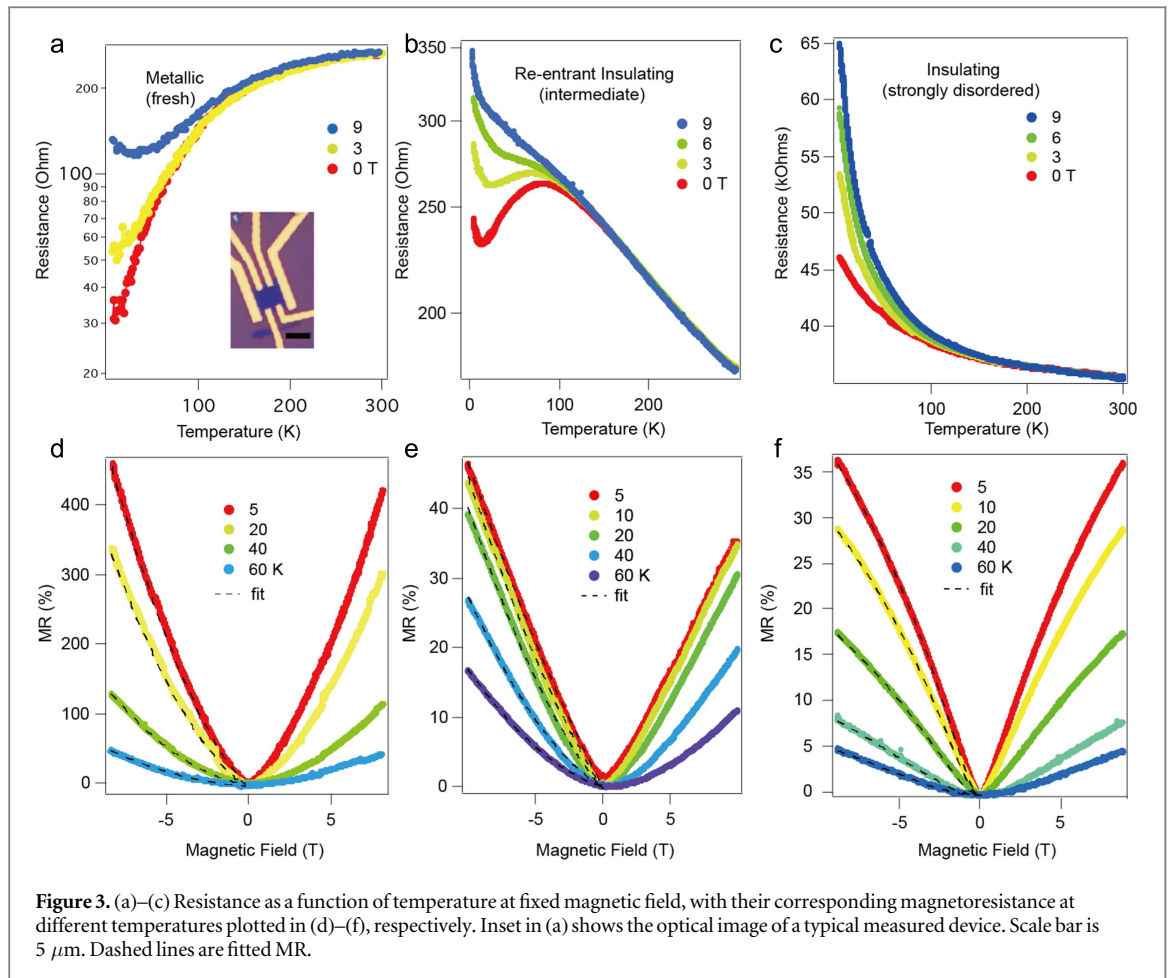 a
Metallic
(fresh)
9
3
0 T
200
100
90
80
70
60
50
40
30
20
Resistance (Ohm)
100
200
300
Temperature (K)
b
Re-entrant Insulating
(intermediate)
9
6
3
0 T
350
300
250
200
Resistance (Ohm)
0
100
200
Temperature (K)
c
Insulating
(strongly disordered)
9
6
3
0 T
65
60
55
50
45
40
Resistance (kOhms)
100
200
300
Temperature (K)
d
5
20
40
60 K
fit
400
300
200
100
0
MR (%)
-5
0
5
Magnetic Field (T)
e
5
10
20
40
60 K
fit
40
30
20
10
0
MR (%)
-5
0
5
Magnetic Field (T)
f
5
10
20
40
60 K
fit
35
30
25
20
15
10
5
0
MR (%)
-5
0
5
Magnetic Field (T)
Figure 3. (a)–(c) Resistance as a function of temperature at fixed magnetic field, with their corresponding magnetoresistance at
different temperatures plotted in (d)–(f), respectively. Inset in (a) shows the optical image of a typical measured device. Scale bar is
5 μm. Dashed lines are fitted MR.